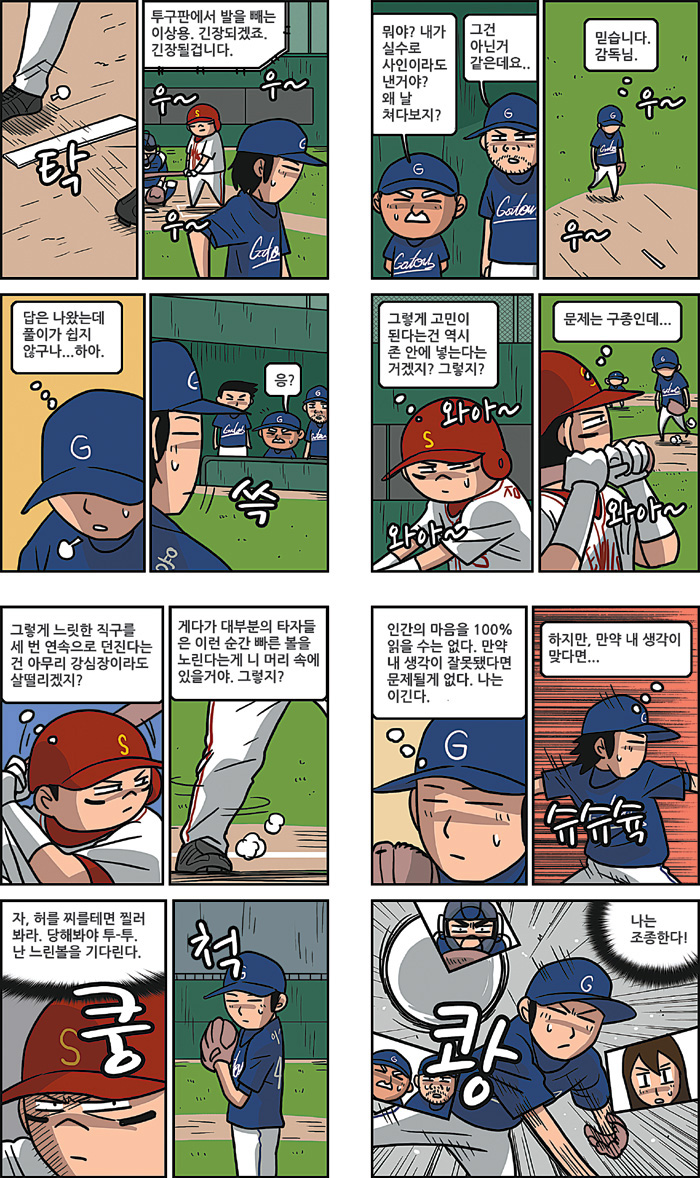 탁
투구판에서 발을 빼는
이상용. 긴장되겠죠.
긴장될겁니다.
우~
우~
S
G
우~
뭐야? 내가
실수로
사인이라도
낸거야?
왜 날
쳐다보지?
그건
아닌거
같은데요..
G
G
Gatou
믿습니다.
감독님.
우~
우~
답은 나왔는데
풀이가 쉽지
않구나...하아.
G
응?
G
쓱
그렇게 고민이
된다는건 역시
존 안에 넣는다는
거겠지? 그렇지?
와아~
S
와아~
문제는 구종인데...
와아~
그렇게 느릿한 직구를
세 번 연속으로 던진다는
건 아무리 강심장이라도
살떨리겠지?
S
게다가 대부분의 타자들
은 이런 순간 빠른 볼을
노린다는게 니 머리 속에
있을거야. 그렇지?
인간의 마음을 100%
읽을 수는 없다. 만약
내 생각이 잘못됐다면
문제될게 없다. 나는
이긴다.
G
하지만, 만약 내 생각이
맞다면...
슈슈슉
자, 허를 찌를테면 찔러
봐라. 당해봐야 투-투.
난 느린볼을 기다린다.
쿵
S
척
G
나는
조종한다!
G
쾅